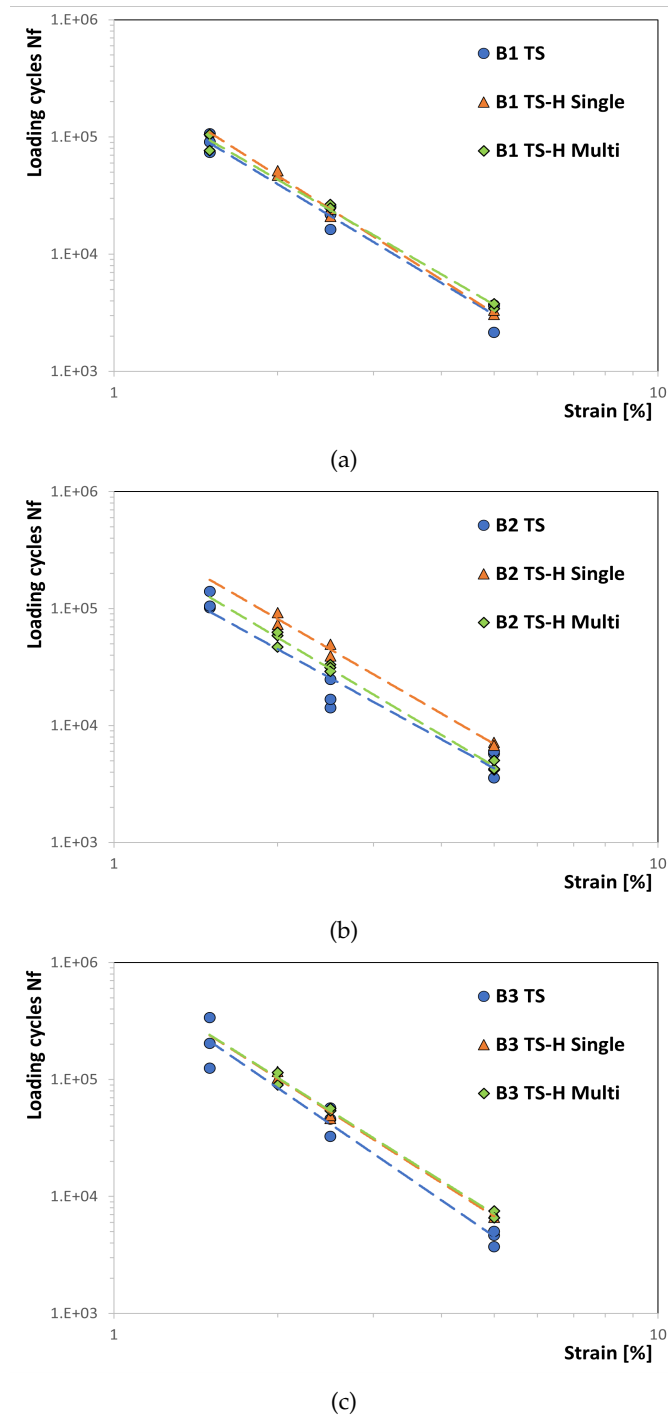 1.E+06
1.E+05
1.E+04
1.E+03
Loading cycles Nf
B1 TS
B1 TS-H Single
B1 TS-H Multi
1
10
Strain [%]
(a)
1.E+06
1.E+05
1.E+04
1.E+03
Loading cycles Nf
B2 TS
B2 TS-H Single
B2 TS-H Multi
1
10
Strain [%]
(b)
1.E+06
1.E+05
1.E+04
1.E+03
Loading cycles Nf
B3 TS
B3 TS-H Single
B3 TS-H Multi
1
10
Strain [%]
(c)